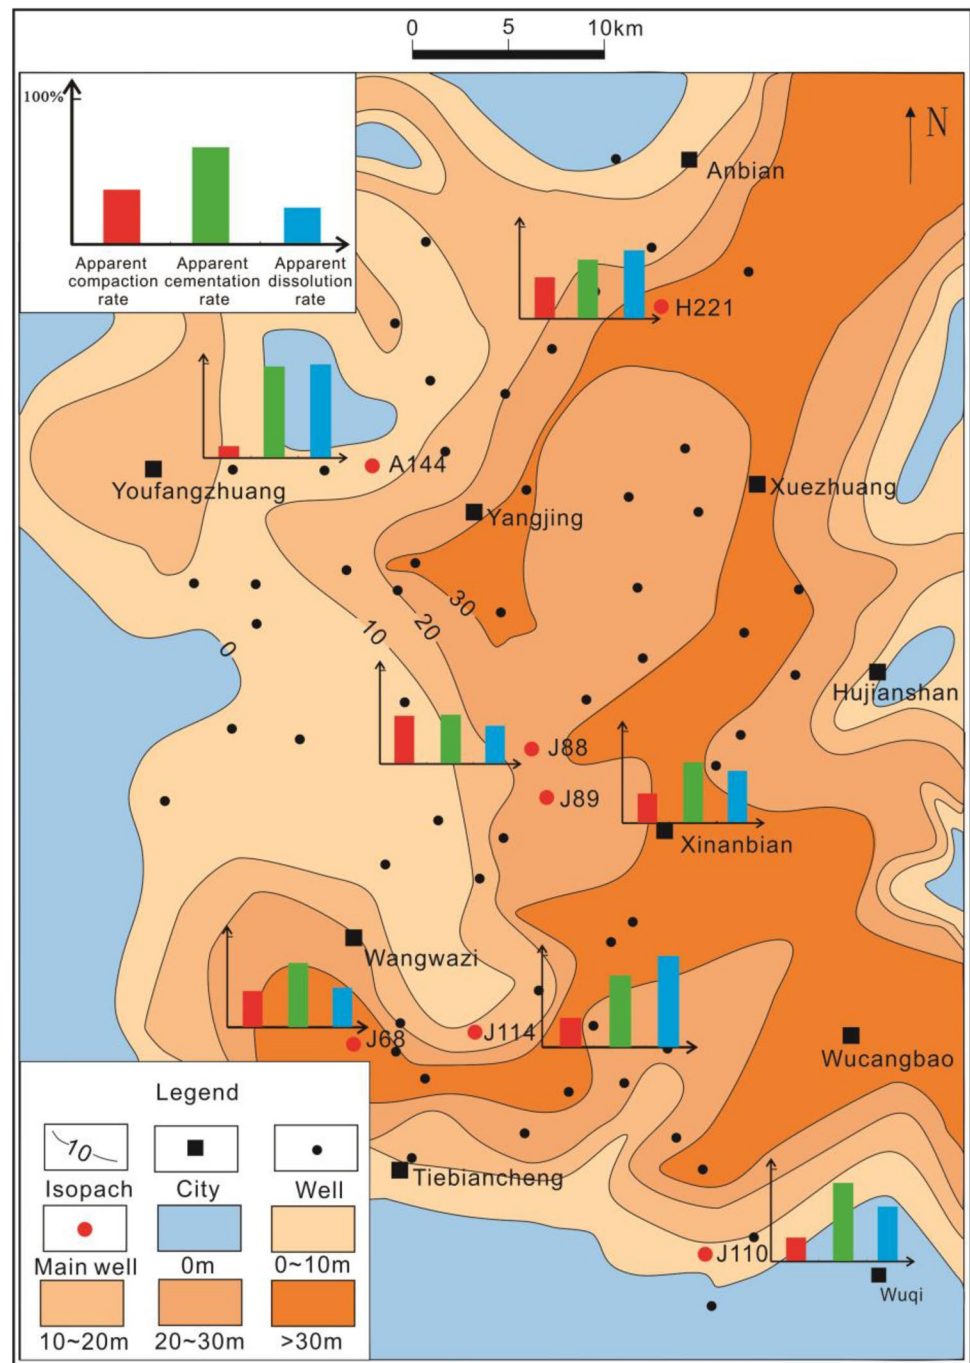 0 5 10km
100%
Apparent compaction rate
Apparent cementation rate
Apparent dissolution rate
N
Anbian
H221
A144
Youfangzhuang
Xuezhuang
Yangjing
30
20
10
0
Hujianshan
J88
J89
Xinanbian
Wangwazi
J68
J114
Wucangbao
Tiebiancheng
J110
Wuqi
Legend
10
Isopach City Well
Main well 0m 0~10m
10~20m 20~30m >30m